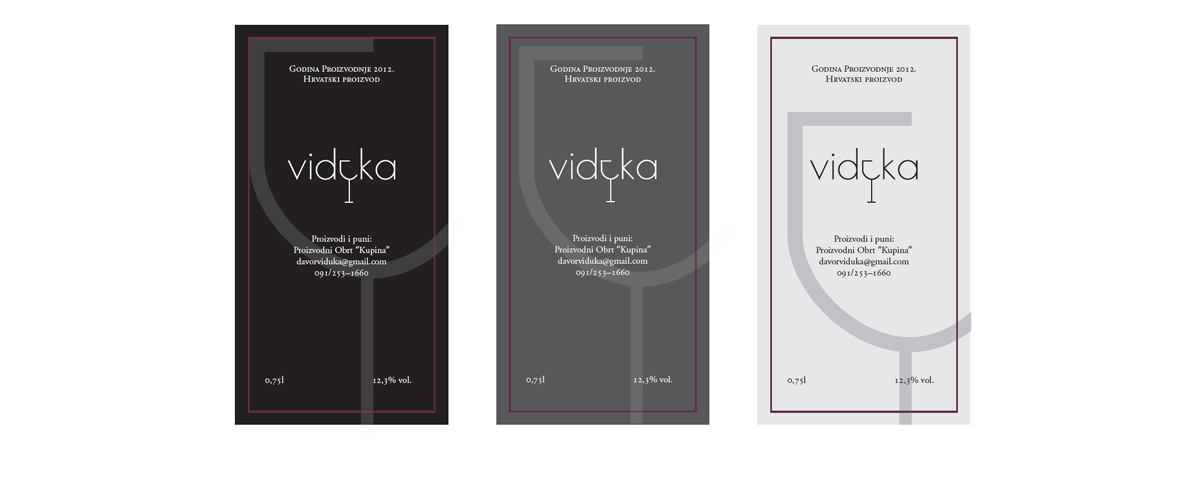 Godina Proizvodnje 2012.
Hrvatski proizvod
viduka
Proizvodi i puni:
Proizvodni Obrt "Kupina"
davorviduka@gmail.com
091/253-1660
0,75l 12,3% vol.
Godina Proizvodnje 2012.
Hrvatski proizvod
viduka
Proizvodi i puni:
Proizvodni Obrt "Kupina"
davorviduka@gmail.com
091/253-1660
0,75l 12,3% vol.
Godina Proizvodnje 2012.
Hrvatski proizvod
viduka
Proizvodi i puni:
Proizvodni Obrt "Kupina"
davorviduka@gmail.com
091/253-1660
0,75l 12,3% vol.